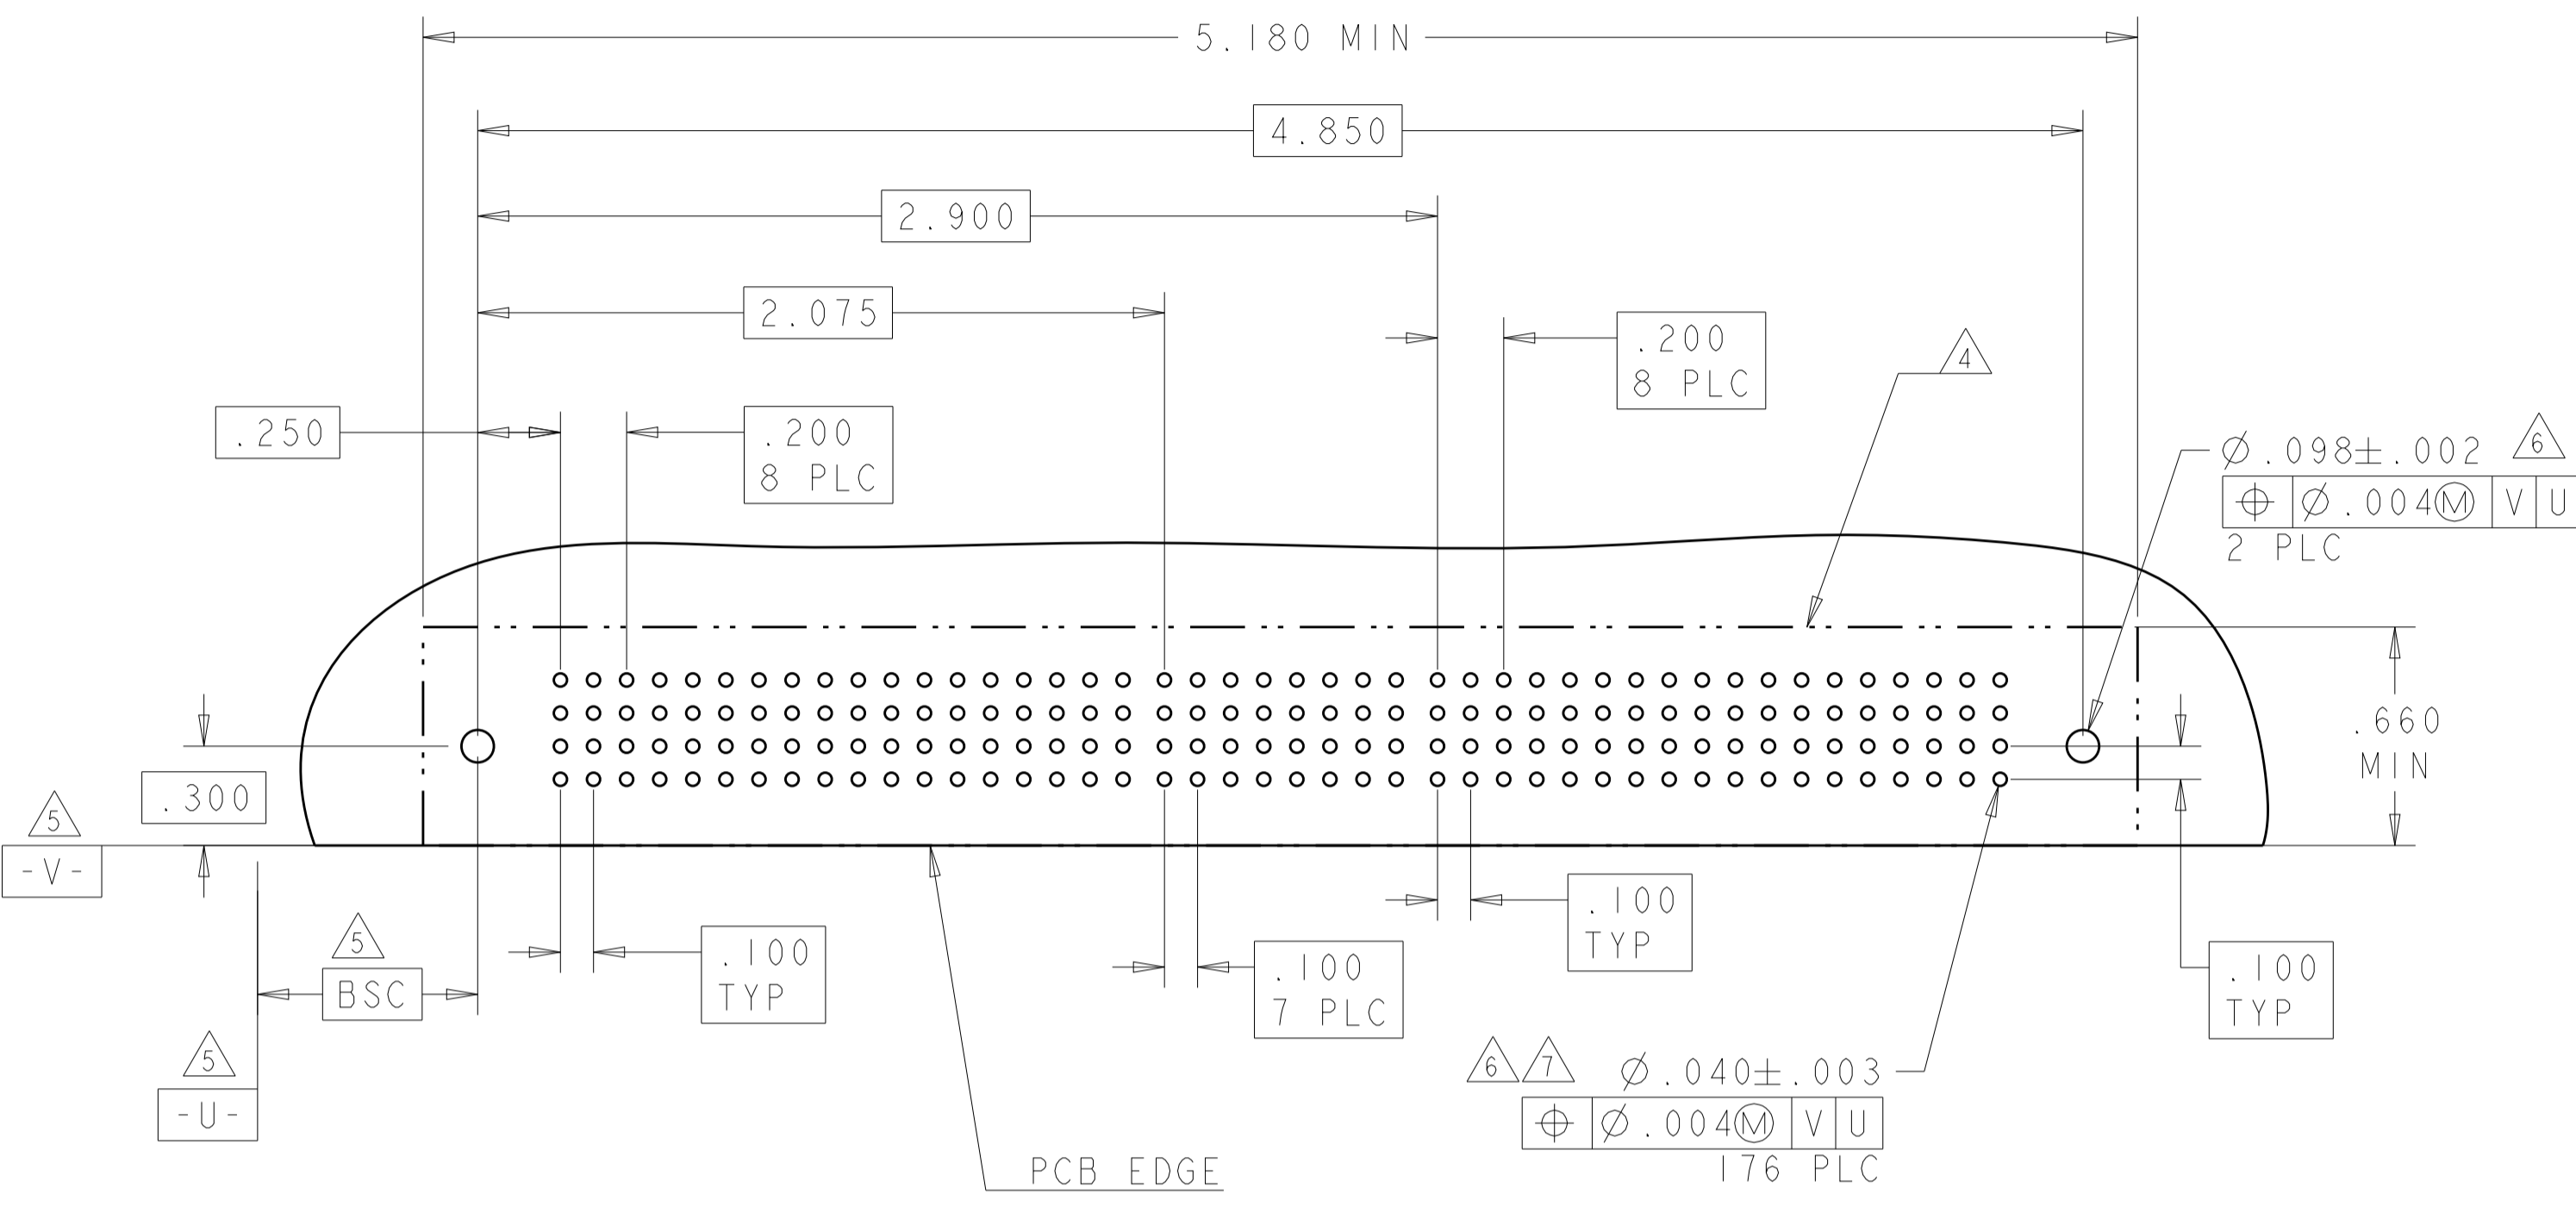 5.180 MIN
4.850
2.900
2.075
.200
8 PLC
4
.250
.200
8 PLC
Ø.098±.002 6
⌖ Ø.004Ⓜ V U
2 PLC
.660
MIN
.300
5
-V-
5
BSC
.100
TYP
.100
7 PLC
.100
TYP
.100
TYP
5
-U-
6 7 Ø.040±.003
⌖ Ø.004Ⓜ V U
176 PLC
PCB EDGE